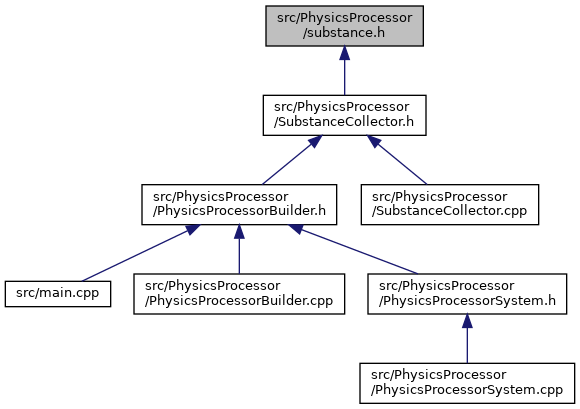 src/PhysicsProcessor
/substance.h
src/PhysicsProcessor
/SubstanceCollector.h
src/PhysicsProcessor
/PhysicsProcessorBuilder.h
src/PhysicsProcessor
/SubstanceCollector.cpp
src/main.cpp
src/PhysicsProcessor
/PhysicsProcessorBuilder.cpp
src/PhysicsProcessor
/PhysicsProcessorSystem.h
src/PhysicsProcessor
/PhysicsProcessorSystem.cpp